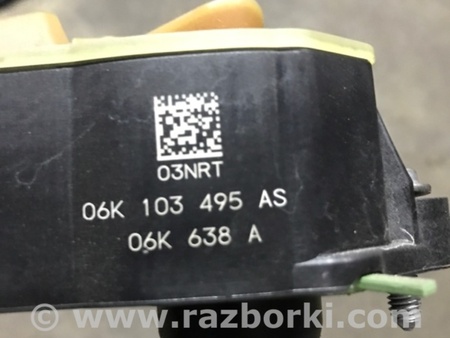 03NRT
06K 103 495 AS
06K 638 A
© www.razborki.com